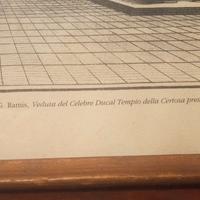 G. Ramis, Veduta del Celebre Ducal Tempio della Certosa pres